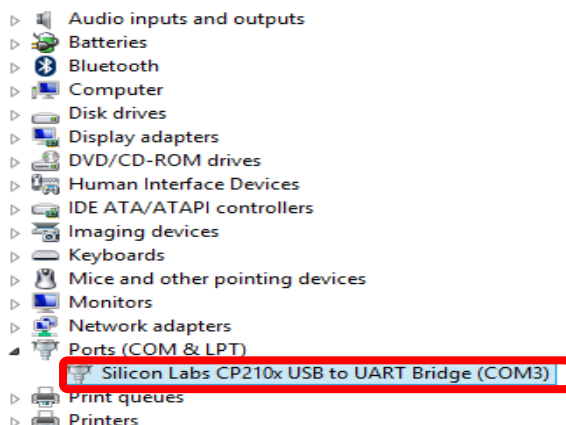 Audio inputs and outputs
Batteries
Bluetooth
Computer
Disk drives
Display adapters
DVD/CD-ROM drives
Human Interface Devices
IDE ATA/ATAPI controllers
Imaging devices
Keyboards
Mice and other pointing devices
Monitors
Network adapters
Ports (COM & LPT)
Silicon Labs CP210x USB to UART Bridge (COM3)
Print queues
Printers